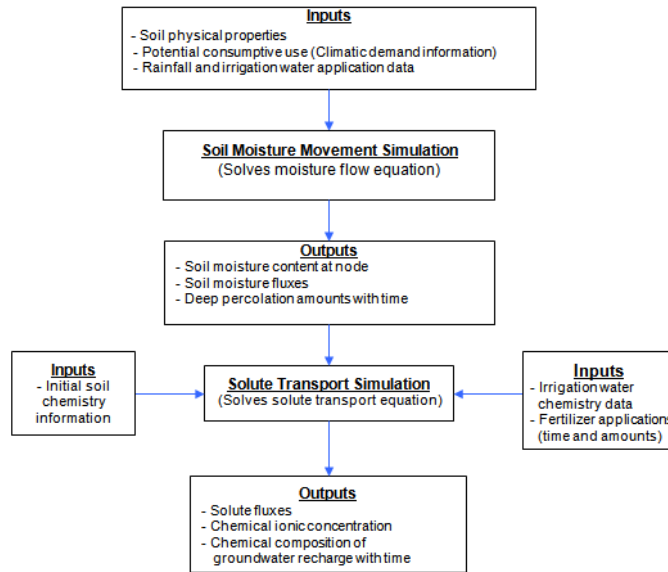 Inputs
- Soil physical properties
- Potential consumptive use (Climatic demand information)
- Rainfall and irrigation water application data
Soil Moisture Movement Simulation
(Solves moisture flow equation)
Outputs
- Soil moisture content at node
- Soil moisture fluxes
- Deep percolation amounts with time
Inputs
- Initial soil
chemistry
information
Solute Transport Simulation
(Solves solute transport equation)
Inputs
- Irrigation water
chemistry data
- Fertilizer applications
(time and amounts)
Outputs
- Solute fluxes
- Chemical ionic concentration
- Chemical composition of
groundwater recharge with time